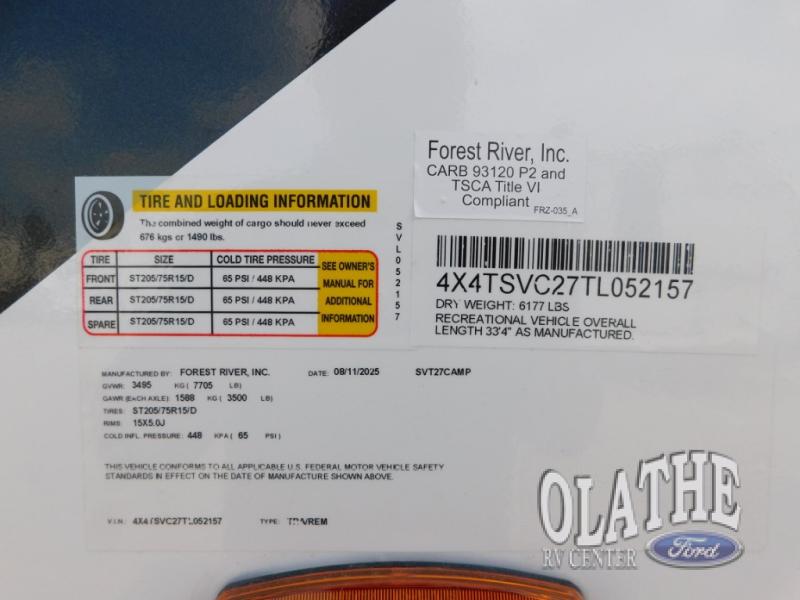 Forest River, Inc.
CARB 93120 P2 and
TSCA Title VI
Compliant
FRZ-035_A
TIRE AND LOADING INFORMATION
The combined weight of cargo should never exceed
676 kgs or 1490 lbs.
TIRE SIZE COLD TIRE PRESSURE
FRONT ST205/75R15/D 65 PSI / 448 KPA
REAR ST205/75R15/D 65 PSI / 448 KPA
SPARE ST205/75R15/D 65 PSI / 448 KPA
SEE OWNER'S
MANUAL FOR
ADDITIONAL
INFORMATION
SVL052157
4X4TSVC27TL052157
DRY WEIGHT: 6177 LBS
RECREATIONAL VEHICLE OVERALL
LENGTH 33'4" AS MANUFACTURED.
MANUFACTURED BY: FOREST RIVER, INC. DATE: 08/11/2025 SVT27CAMP
GVWR: 3495 KG ( 7705 LB)
GAWR (EACH AXLE): 1588 KG ( 3500 LB)
TIRES: ST205/75R15/D
RIMS: 15X5.0J
COLD INFL. PRESSURE: 448 KPA ( 65 PSI )
THIS VEHICLE CONFORMS TO ALL APPLICABLE U.S. FEDERAL MOTOR VEHICLE SAFETY
STANDARDS IN EFFECT ON THE DATE OF MANUFACTURE SHOWN ABOVE.
V.I.N.: 4X4TSVC27TL052157 TYPE:
OLATHE
RV CENTER
Ford